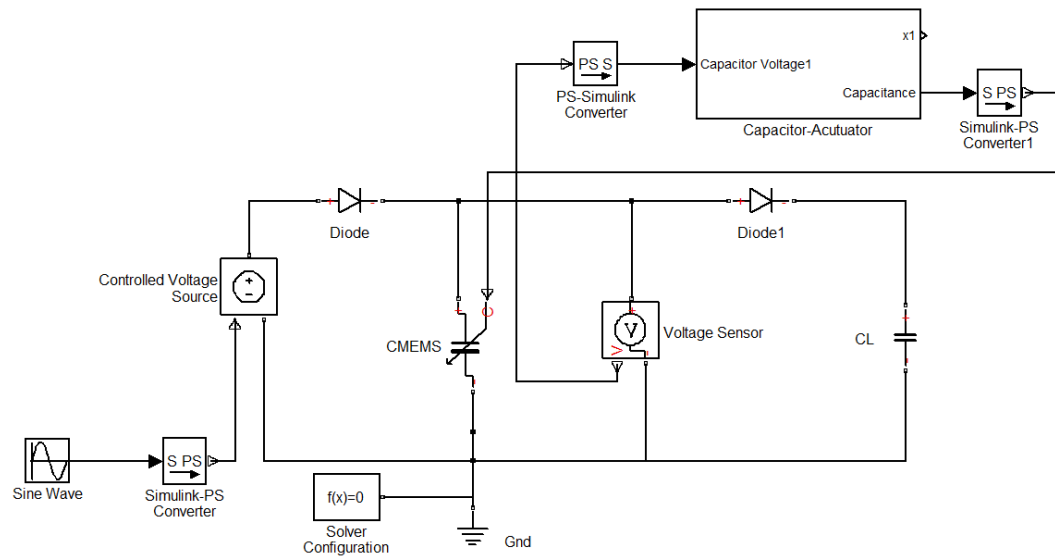 x1
Capacitor Voltage1
PS S
S PS
Capacitance
PS-Simulink
Converter
Capacitor-Acutuator
Simulink-PS
Converter1
+
-
+
-
Diode
Diode1
Controlled Voltage
Source
+
C
+
V
Voltage Sensor
+
CMEMS
V
-
CL
-
-
S PS
Sine Wave
Simulink-PS
Converter
f(x)=0
Solver
Configuration
Gnd